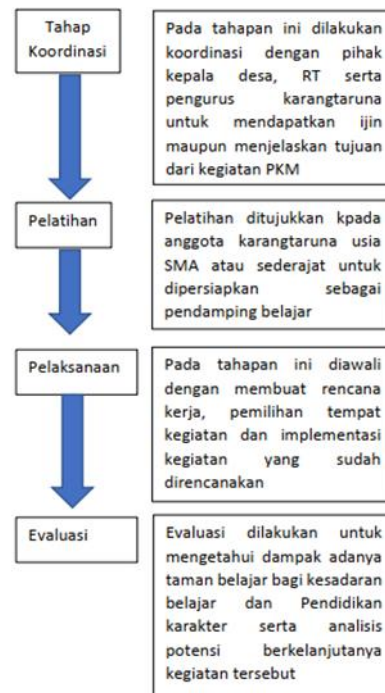 Tahap
Koordinasi
Pada tahapan ini dilakukan
koordinasi dengan pihak
kepala desa, RT serta
pengurus karangtaruna
untuk mendapatkan ijin
maupun menjelaskan tujuan
dari kegiatan PKM
Pelatihan
Pelatihan ditujukkan kpada
anggota karangtaruna usia
SMA atau sederajat untuk
dipersiapkan sebagai
pendamping belajar
Pelaksanaan
Pada tahapan ini diawali
dengan membuat rencana
kerja, pemilihan tempat
kegiatan dan implementasi
kegiatan yang sudah
direncanakan
Evaluasi
Evaluasi dilakukan untuk
mengetahui dampak adanya
taman belajar bagi kesadaran
belajar dan Pendidikan
karakter serta analisis
potensi berkelanjutanya
kegiatan tersebut